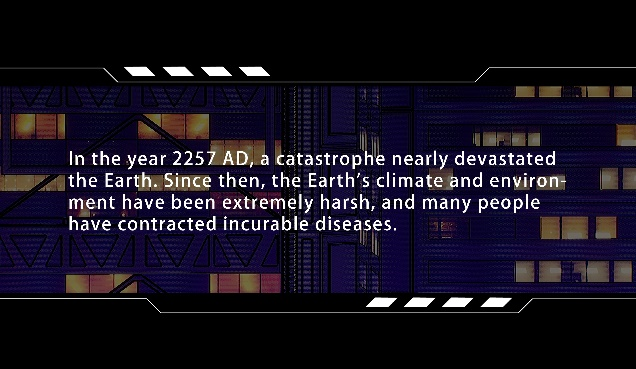 In the year 2257 AD, a catastrophe nearly devastated
the Earth. Since then, the Earth's climate and environ-
ment have been extremely harsh, and many people
have contracted incurable diseases.